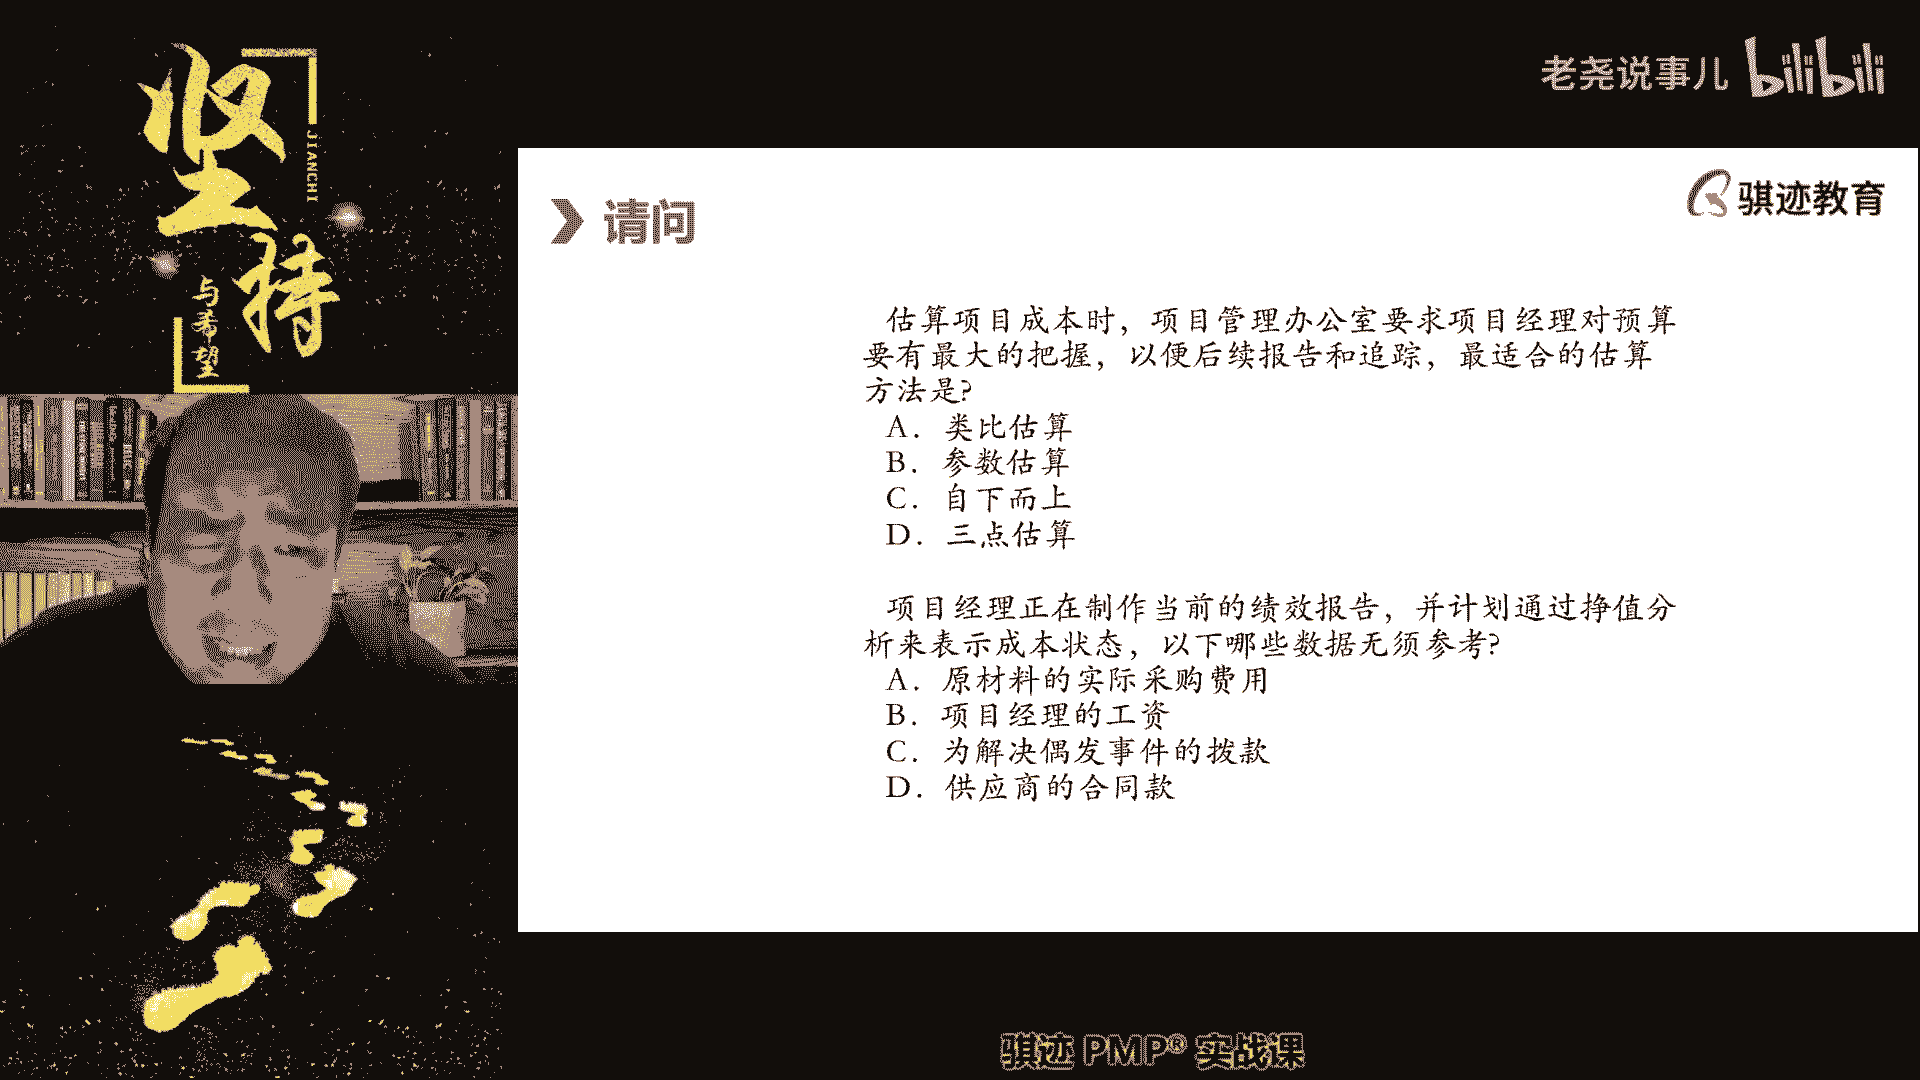 坚持
JIANCHI
与希望
老尧说事儿 bilibili
骐迹教育
请问
估算项目成本时，项目管理办公室要求项目经理对预算
要有最大的把握，以便后续报告和追踪，最适合的估算
方法是?
A. 类比估算
B. 参数估算
C. 自下而上
D. 三点估算
项目经理正在制作当前的绩效报告，并计划通过挣值分
析来表示成本状态，以下哪些数据无须参考?
A. 原材料的实际采购费用
B. 项目经理的工资
C. 为解决偶发事件的拨款
D. 供应商的合同款
骐迹 PMP® 实战课